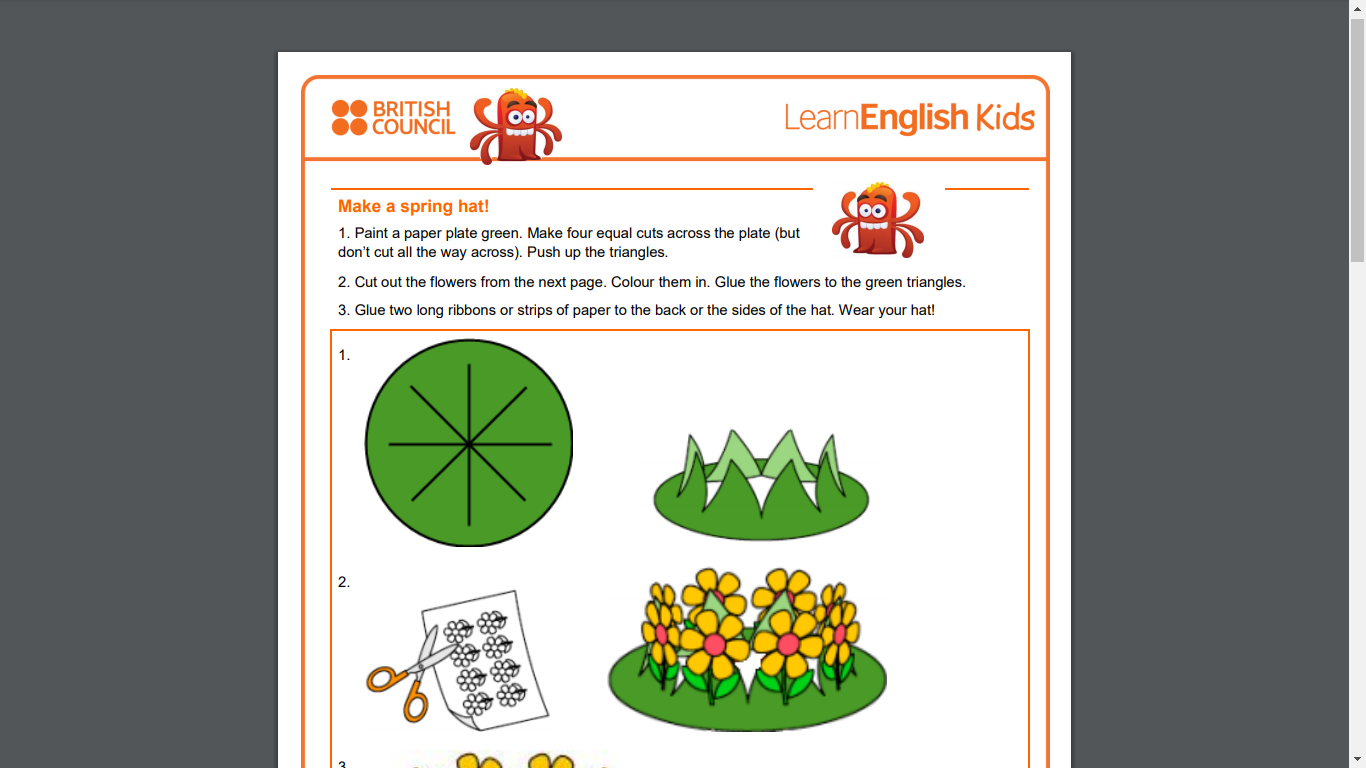 BRITISH
COUNCIL
LearnEnglish Kids
Make a spring hat!
1. Paint a paper plate green. Make four equal cuts across the plate (but
don’t cut all the way across). Push up the triangles.
2. Cut out the flowers from the next page. Colour them in. Glue the flowers to the green triangles.
3. Glue two long ribbons or strips of paper to the back or the sides of the hat. Wear your hat!
1.
2.
3